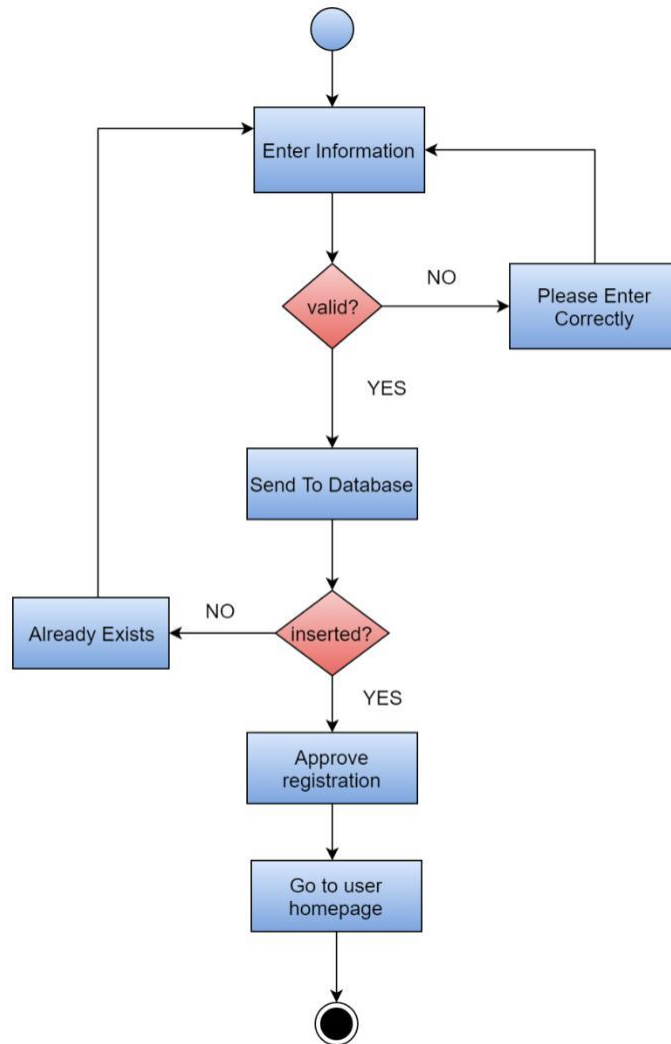 Enter Information
valid?
NO
Please Enter
Correctly
YES
Send To Database
Already Exists
NO
inserted?
YES
Approve
registration
Go to user
homepage